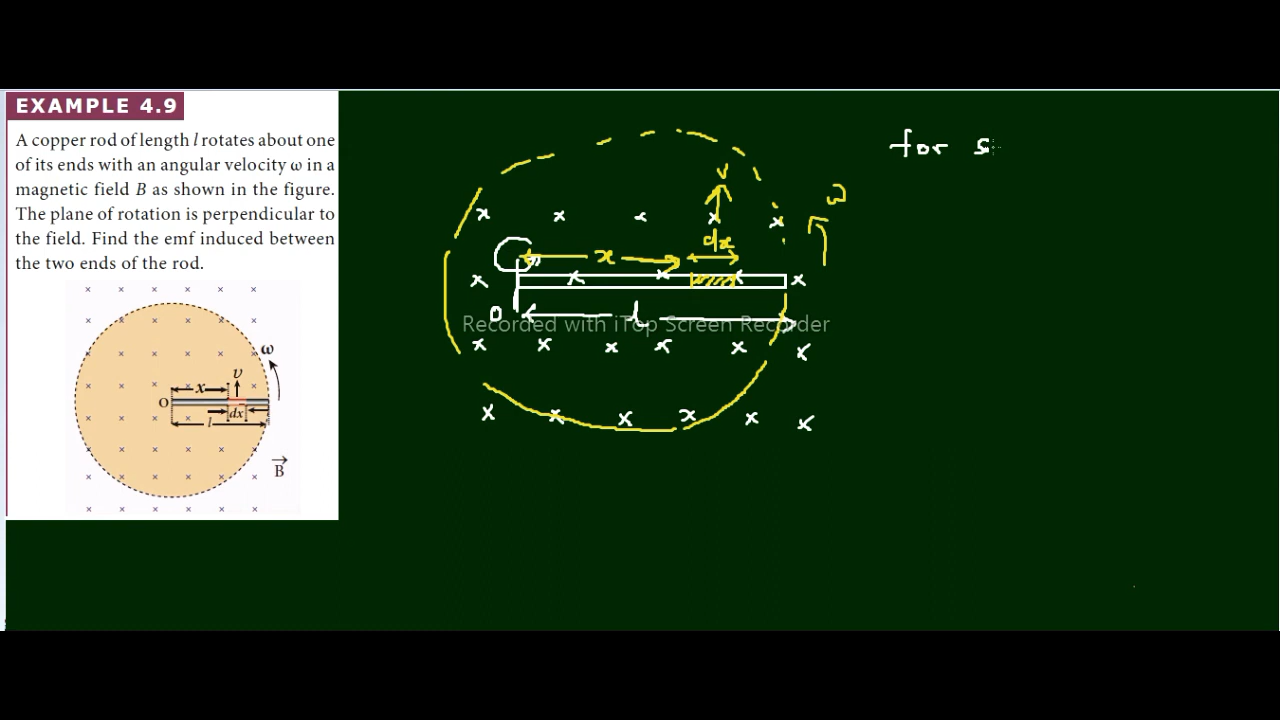 EXAMPLE 4.9
A copper rod of length l rotates about one
of its ends with an angular velocity ω in a
magnetic field B as shown in the figure.
The plane of rotation is perpendicular to
the field. Find the emf induced between
the two ends of the rod.
ω
υ
x
O
dx
l
B
for s
v
ω
dx
x
O
l
Recorded with iTop Screen Recorder